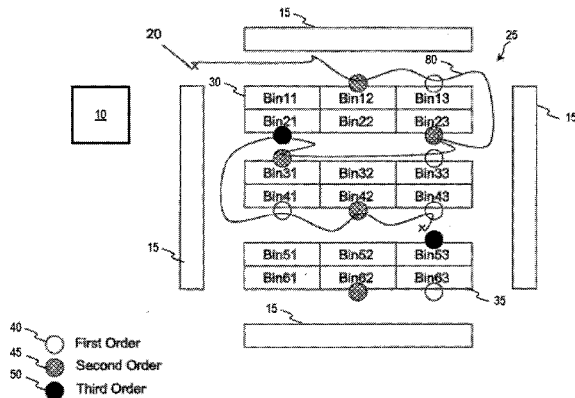 15
20
25
80
30
Bin11 Bin12 Bin13
10
15
Bin21 Bin22 Bin23
Bin31 Bin32 Bin33
Bin41 Bin42 Bin43
x
x
15
Bin51 Bin52 Bin53
Bin61 Bin62 Bin63
35
15
40 First Order
45 Second Order
50 Third Order